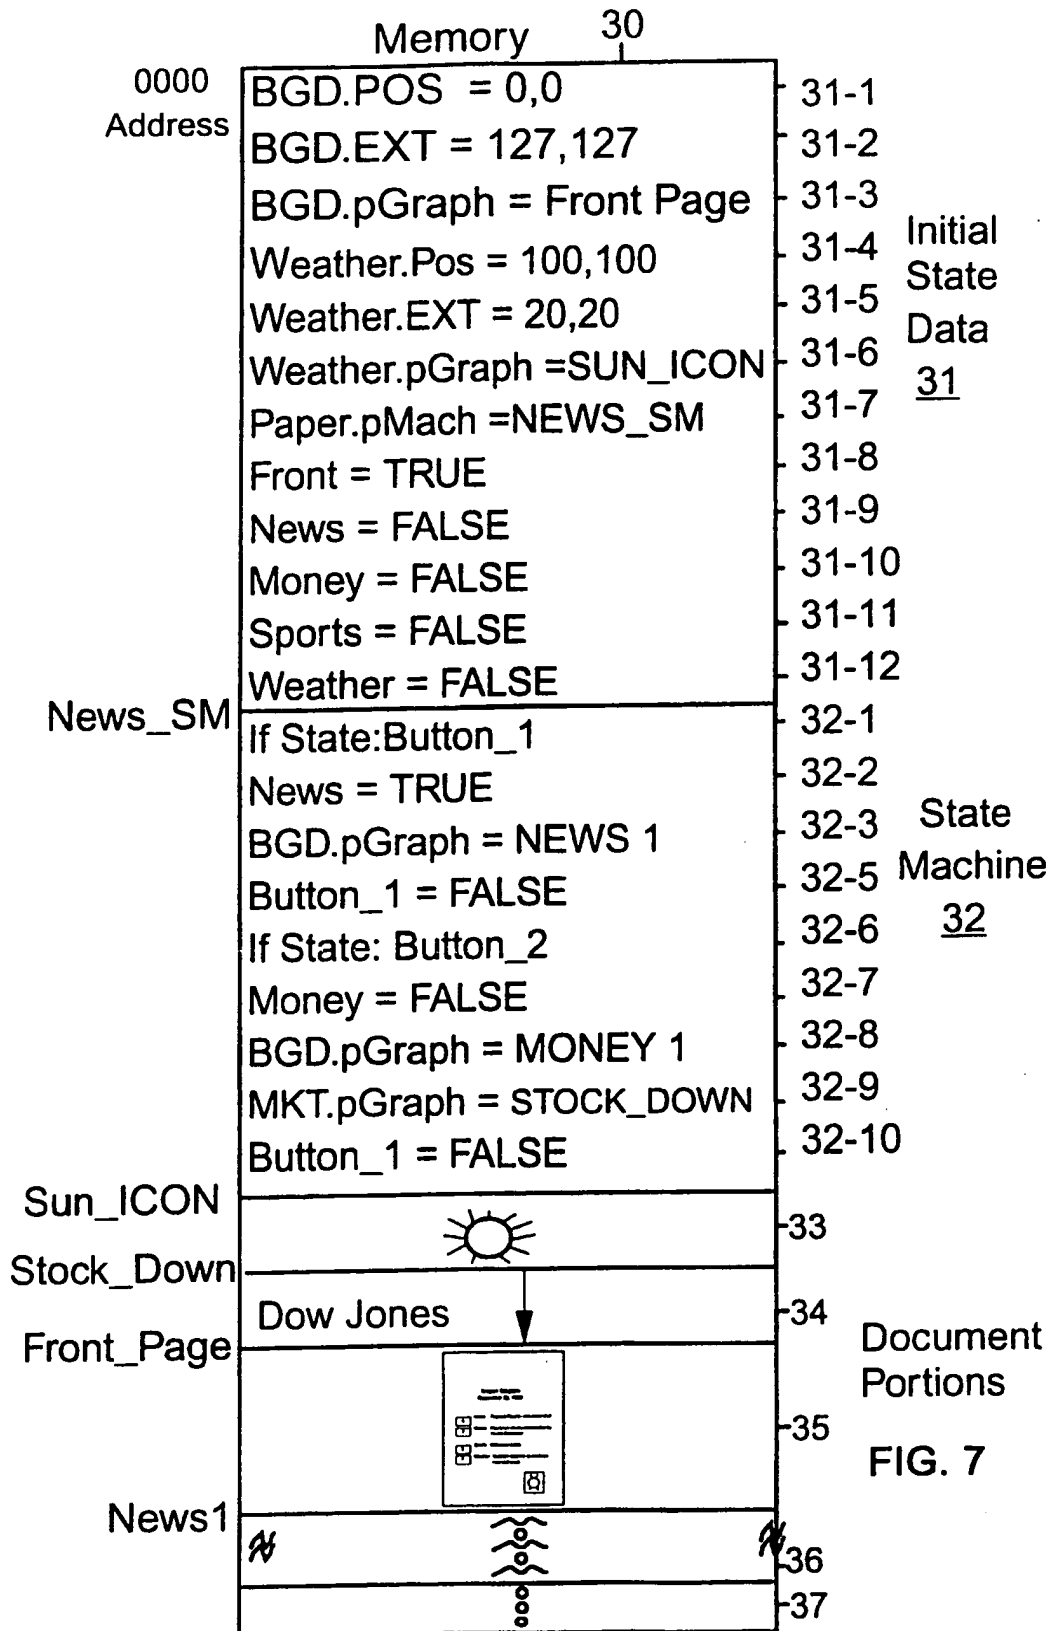 Memory 30
0000 Address
BGD.POS = 0,0 31-1
BGD.EXT = 127,127 31-2
BGD.pGraph = Front Page 31-3
Weather.Pos = 100,100 31-4
Weather.EXT = 20,20 31-5
Weather.pGraph =SUN_ICON 31-6
Paper.pMach =NEWS_SM 31-7
Front = TRUE 31-8
News = FALSE 31-9
Money = FALSE 31-10
Sports = FALSE 31-11
Weather = FALSE 31-12
Initial
State
Data
31
News_SM
If State:Button_1 32-1
News = TRUE 32-2
BGD.pGraph = NEWS 1 32-3
Button_1 = FALSE 32-5
If State: Button_2 32-6
Money = FALSE 32-7
BGD.pGraph = MONEY 1 32-8
MKT.pGraph = STOCK_DOWN 32-9
Button_1 = FALSE 32-10
State
Machine
32
Sun_ICON
33
Stock_Down
Dow Jones 34
Front_Page
35
Document
Portions
FIG. 7
News1
36
37